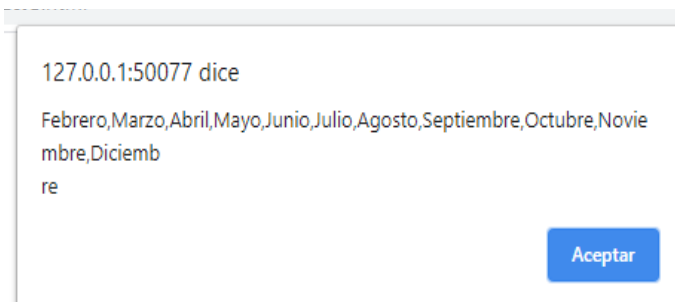 127.0.0.1:50077 dice
Febrero,Marzo,Abril,Mayo,Junio,Julio,Agosto,Septiembre,Octubre,Novie
mbre,Diciemb
re
Aceptar